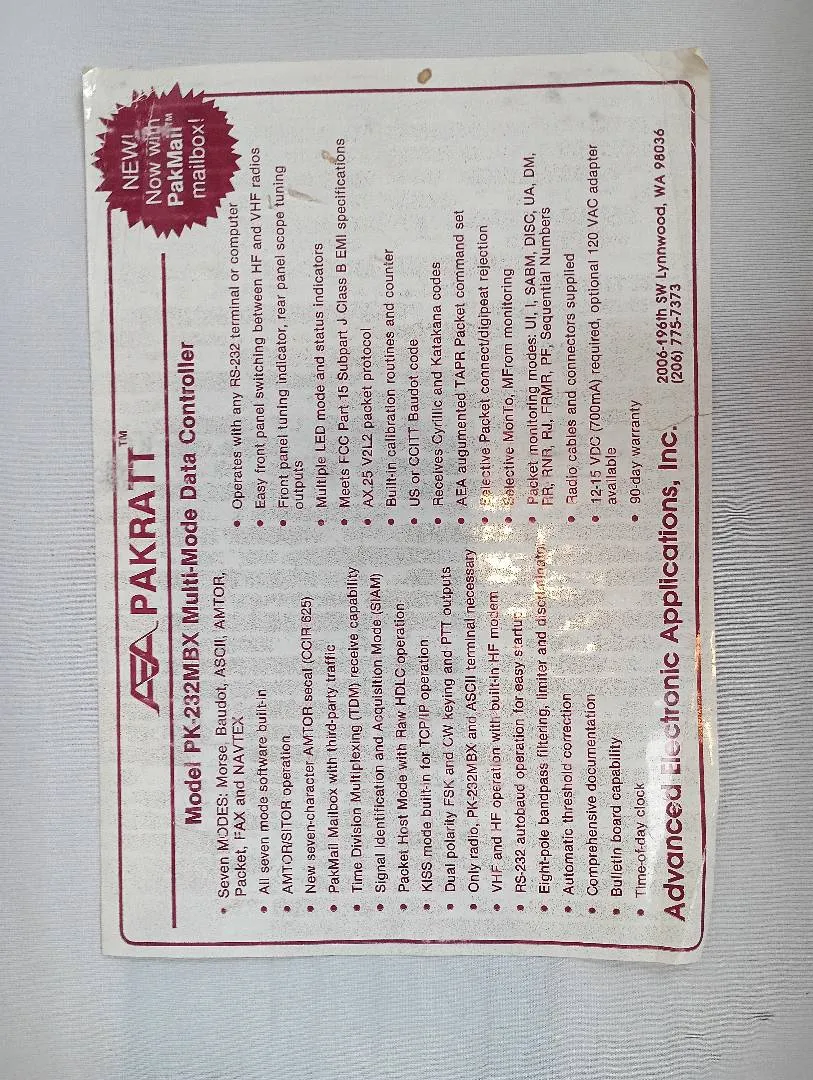 AEA PAKRATT™
NEW!
Now with
PakMail™
mailbox!
Model PK-232MBX Multi-Mode Data Controller
• Seven MODES: Morse, Baudot, ASCII, AMTOR,
Packet, FAX and NAVTEX
• All seven mode software built-in
• AMTOR/SITOR operation
• New seven-character AMTOR secal (CCIR 625)
• PakMail Mailbox with third-party traffic
• Time Division Multiplexing (TDM) receive capability
• Signal Identification and Acquisition Mode (SIAM)
• Packet Host Mode with Raw HDLC operation
• KISS mode built-in for TCP/IP operation
• Dual polarity FSK and CW keying and PTT outputs
• Only radio, PK-232MBX and ASCII terminal necessary
• VHF and HF operation with built-in HF modem
• RS-232 autobaud operation for easy startup
• Eight-pole bandpass filtering, limiter and discriminator
• Automatic threshold correction
• Comprehensive documentation
• Bulletin board capability
• Time-of-day clock
• Operates with any RS-232 terminal or computer
• Easy front panel switching between HF and VHF radios
• Front panel tuning indicator, rear panel scope tuning
outputs
• Multiple LED mode and status indicators
• Meets FCC Part 15 Subpart J Class B EMI specifications
• AX.25 V2L2 packet protocol
• Built-in calibration routines and counter
• US or CCITT Baudot code
• Receives Cyrillic and Katakana codes
• AEA augumented TAPR Packet command set
• Selective Packet connect/digipeat rejection
• Selective MonTo, MFrom monitoring
• Packet monitoring modes: UI, I, SABM, DISC, UA, DM,
RR, RNR, RJ, FRMR, PF, Sequential Numbers
• Radio cables and connectors supplied
• 12-15 VDC (700mA) required, optional 120 VAC adapter
available
• 90-day warranty
Advanced Electronic Applications, Inc.
2006-196th SW Lynnwood, WA 98036
(206) 775-7373